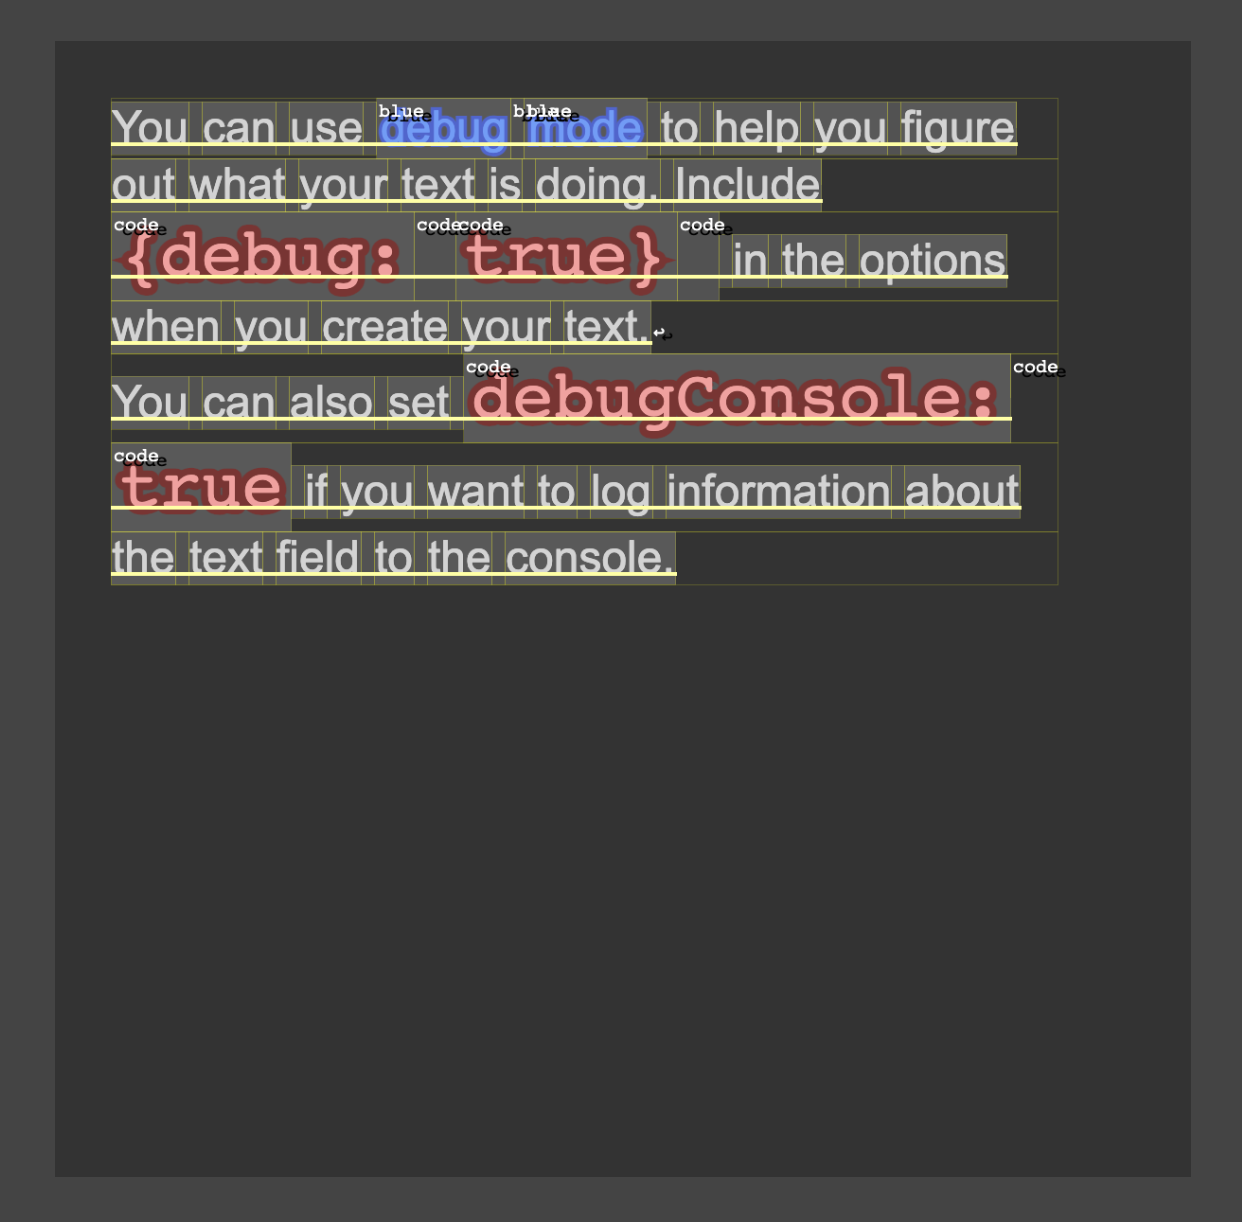 You can use debug mode to help you figure
out what your text is doing. Include
{debug: true} in the options
when you create your text.↩
You can also set debugConsole:
true if you want to log information about
the text field to the console.
blue blue blue
code code code code
code code
code